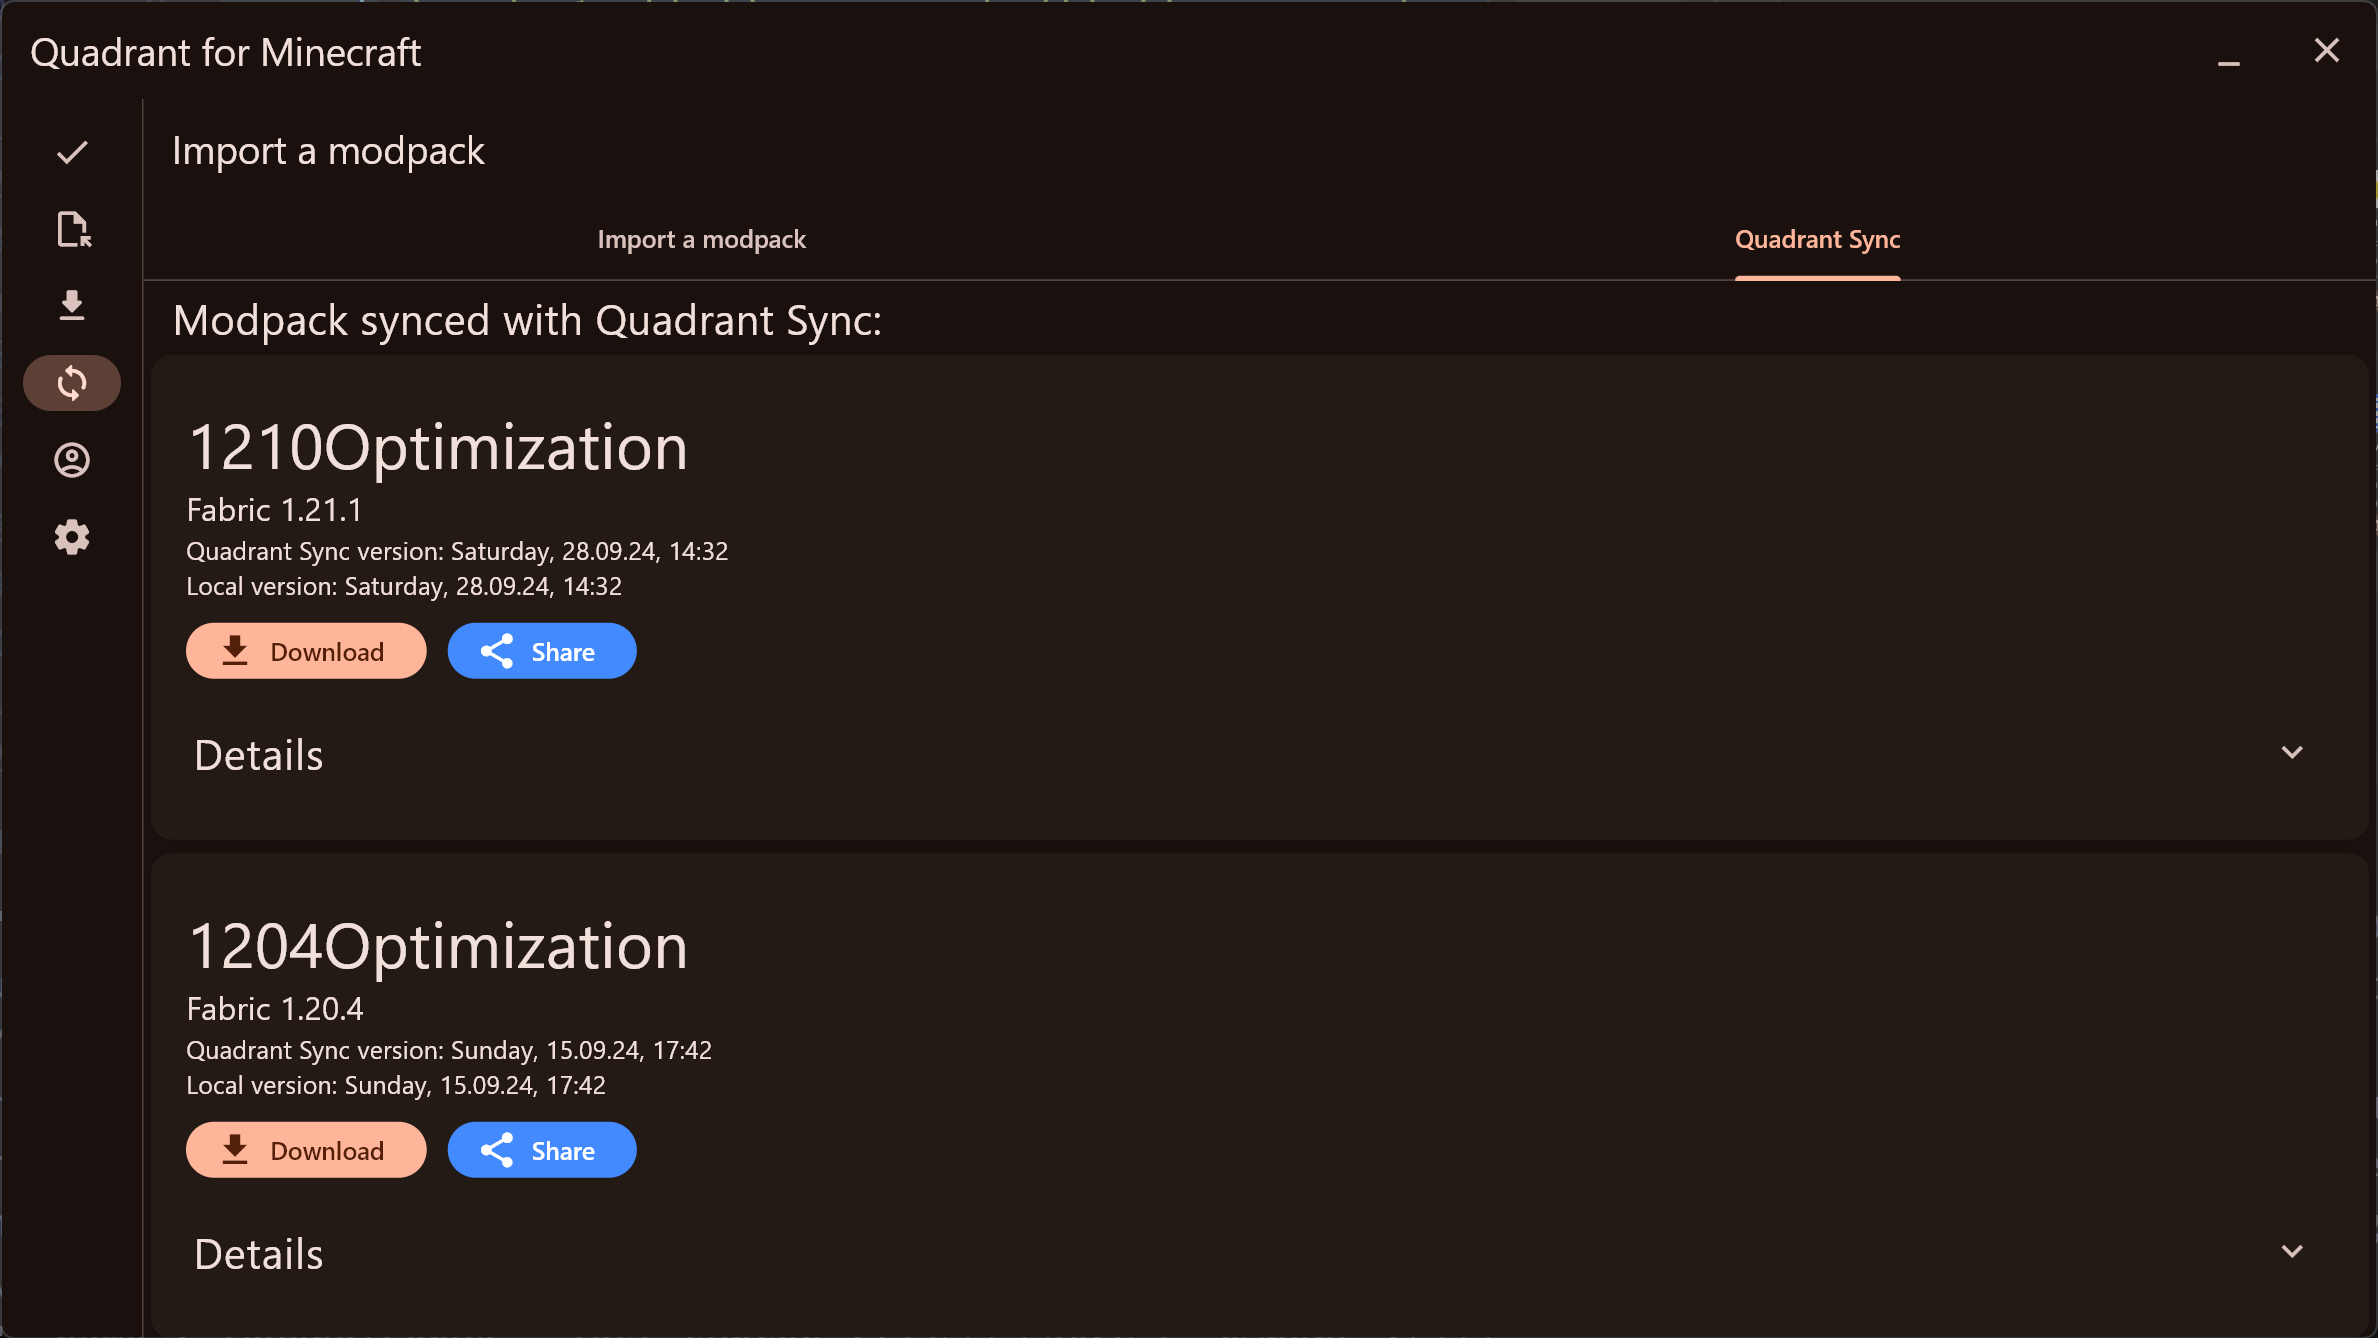 Quadrant for Minecraft
Import a modpack
Import a modpack
Quadrant Sync
Modpack synced with Quadrant Sync:
1210Optimization
Fabric 1.21.1
Quadrant Sync version: Saturday, 28.09.24, 14:32
Local version: Saturday, 28.09.24, 14:32
Download
Share
Details
1204Optimization
Fabric 1.20.4
Quadrant Sync version: Sunday, 15.09.24, 17:42
Local version: Sunday, 15.09.24, 17:42
Download
Share
Details